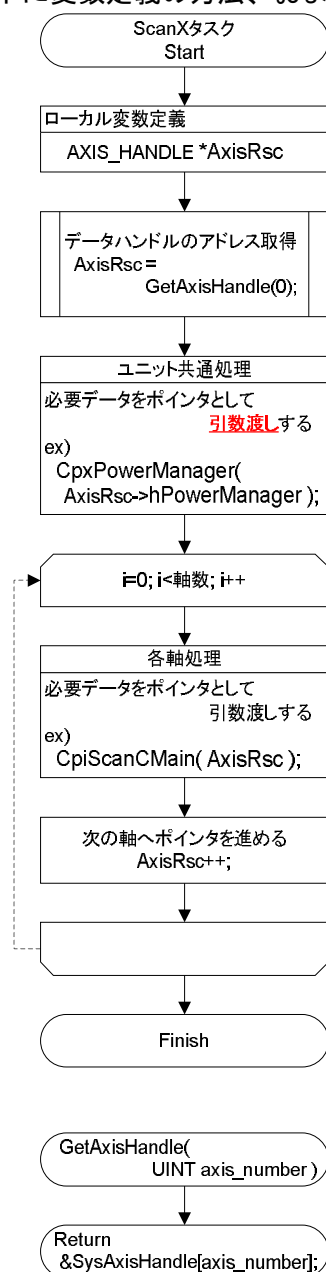 ScanXタスク
Start
ローカル変数定義
AXIS_HANDLE *AxisRsc
データハンドルのアドレス取得
AxisRsc =
GetAxisHandle(0);
ユニット共通処理
必要データをポインタとして
引数渡しする
ex)
CpxPowerManager(
AxisRsc->hPowerManager );
i=0; i<軸数; i++
各軸処理
必要データをポインタとして
引数渡しする
ex)
CpiScanCMain( AxisRsc );
次の軸へポインタを進める
AxisRsc++;
Finish
GetAxisHandle(
UINT axis_number )
Return
&SysAxisHandle[axis_number];